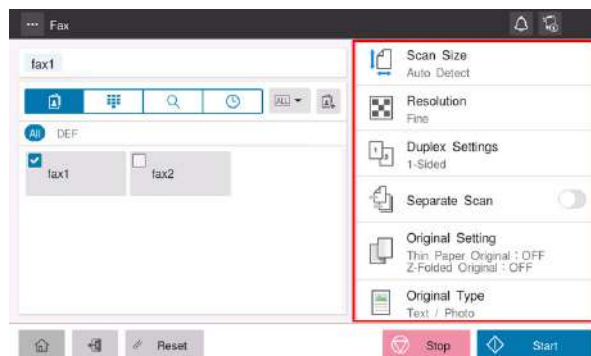 Fax
fax1
ALL
All
DEF
fax1
fax2
Scan Size
Auto Detect
Resolution
Fine
Duplex Settings
1-Sided
Separate Scan
Original Setting
Thin Paper Original : OFF
Z-Folded Original : OFF
Original Type
Text / Photo
Reset
Stop
Start